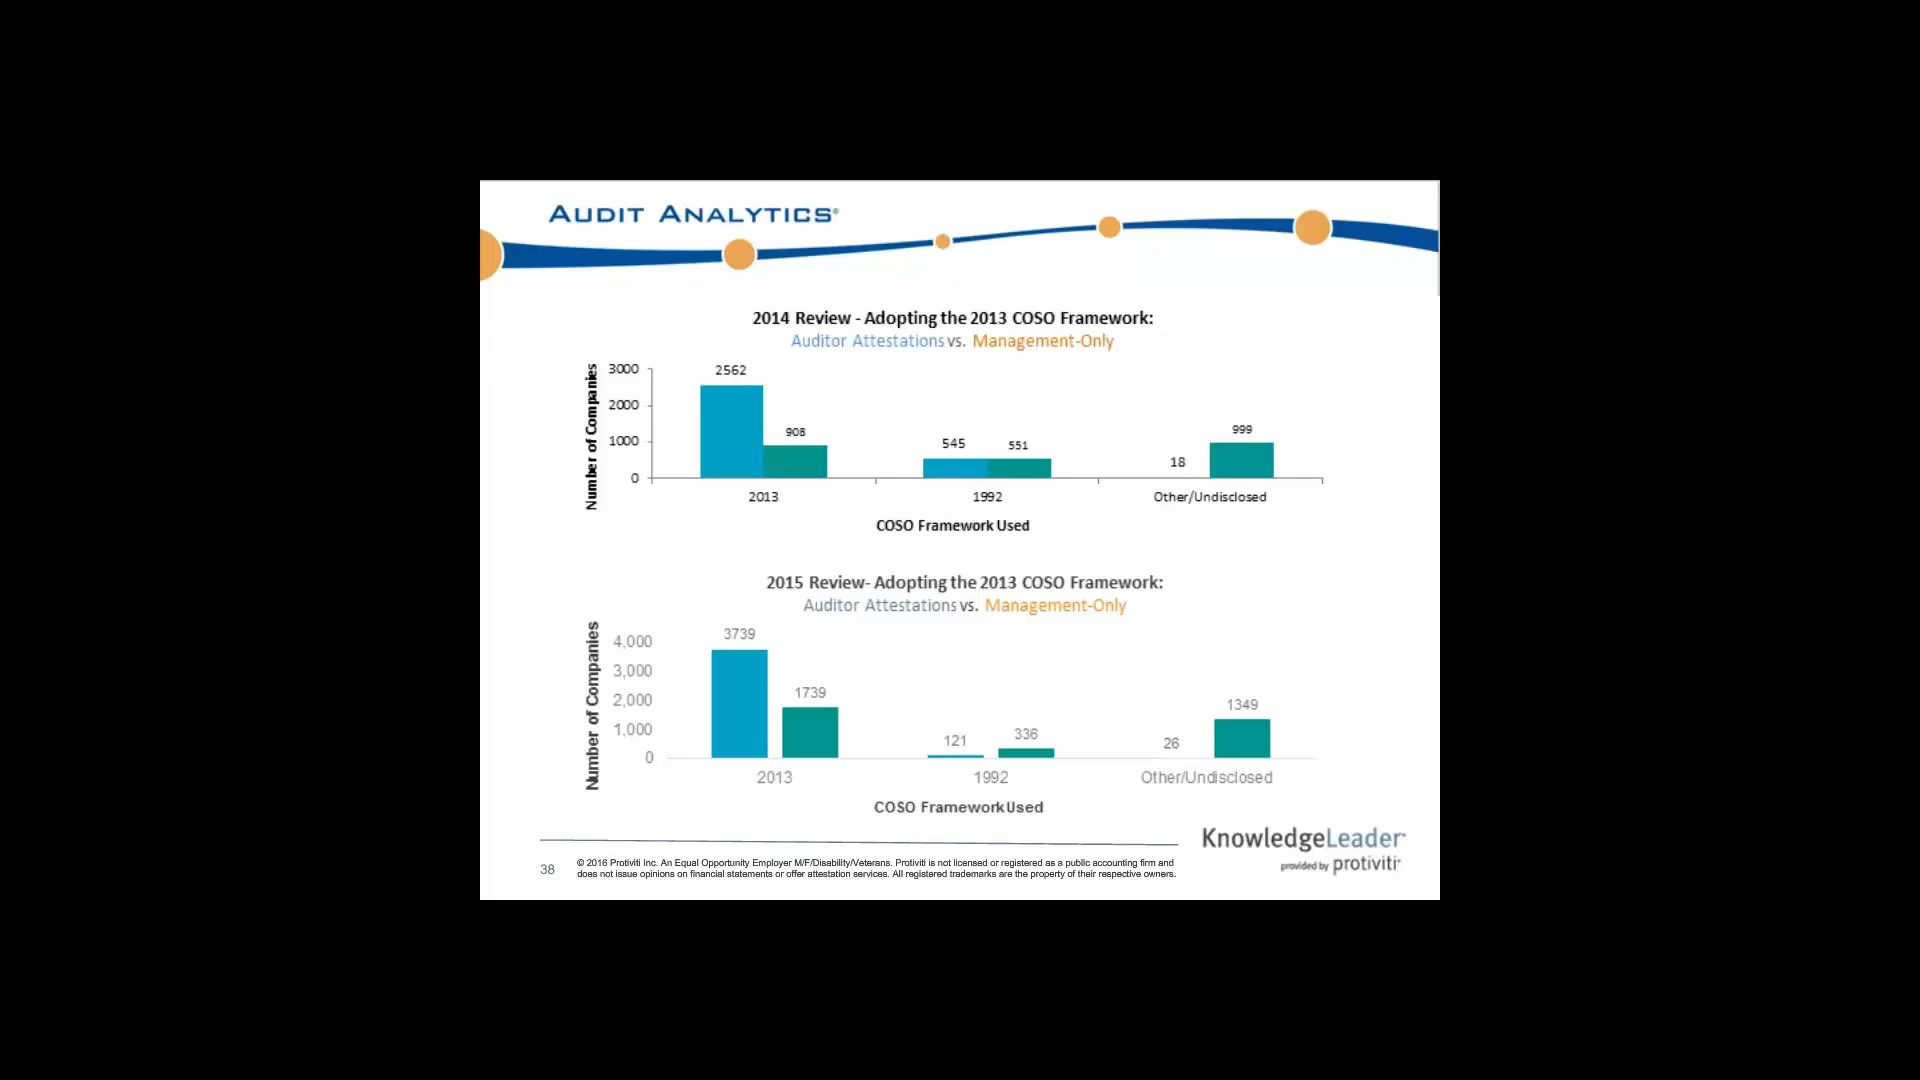 AUDIT ANALYTICS®
2014 Review - Adopting the 2013 COSO Framework:
Auditor Attestations vs. Management-Only
Number of Companies
3000
2000
1000
0
2562
908
545
551
18
999
2013
1992
Other/Undisclosed
COSO Framework Used
2015 Review- Adopting the 2013 COSO Framework:
Auditor Attestations vs. Management-Only
Number of Companies
4,000
3,000
2,000
1,000
0
3739
1739
121
336
26
1349
2013
1992
Other/Undisclosed
COSO Framework Used
KnowledgeLeader
provided by protiviti
38
© 2016 Protiviti Inc. An Equal Opportunity Employer M/F/Disability/Veterans. Protiviti is not licensed or registered as a public accounting firm and
does not issue opinions on financial statements or offer attestation services. All registered trademarks are the property of their respective owners.